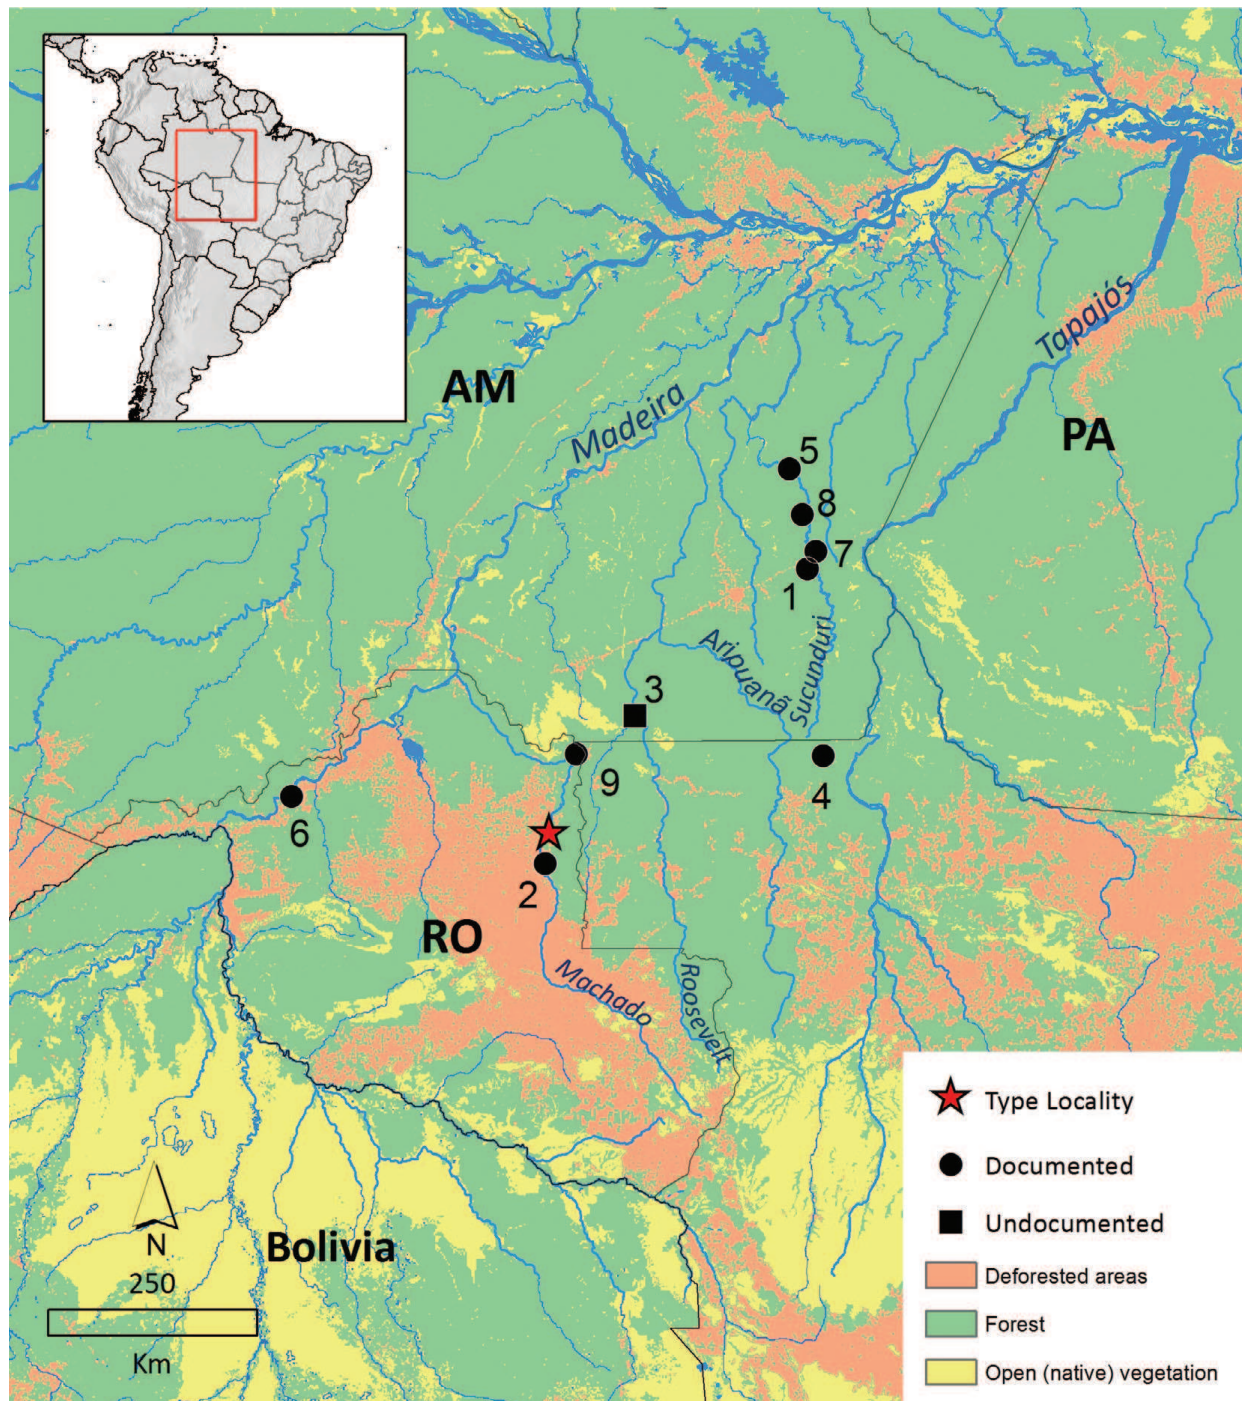 AM
Madeira
Tapajós
PA
5
8
7
1
Aripuanã
Sucunduri
3
9
4
6
2
RO
Machado
Roosevelt
Bolivia
N
250
Km
Type Locality
Documented
Undocumented
Deforested areas
Forest
Open (native) vegetation